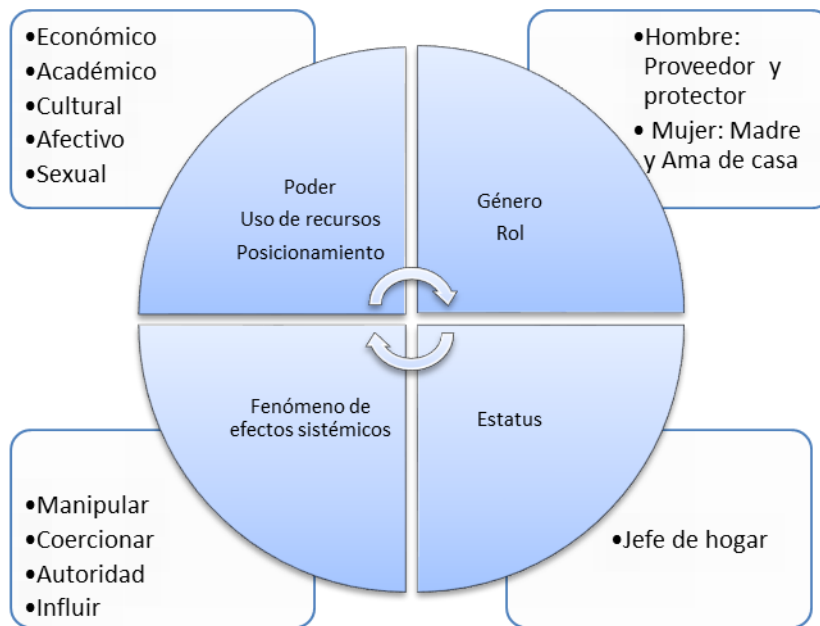 •Económico
•Académico
•Cultural
•Afectivo
•Sexual
•Hombre:
Proveedor y
protector
• Mujer: Madre
y Ama de casa
Poder
Uso de recursos
Posicionamiento
Género
Rol
Fenómeno de
efectos sistémicos
Estatus
•Manipular
•Coercionar
•Autoridad
•Influir
•Jefe de hogar